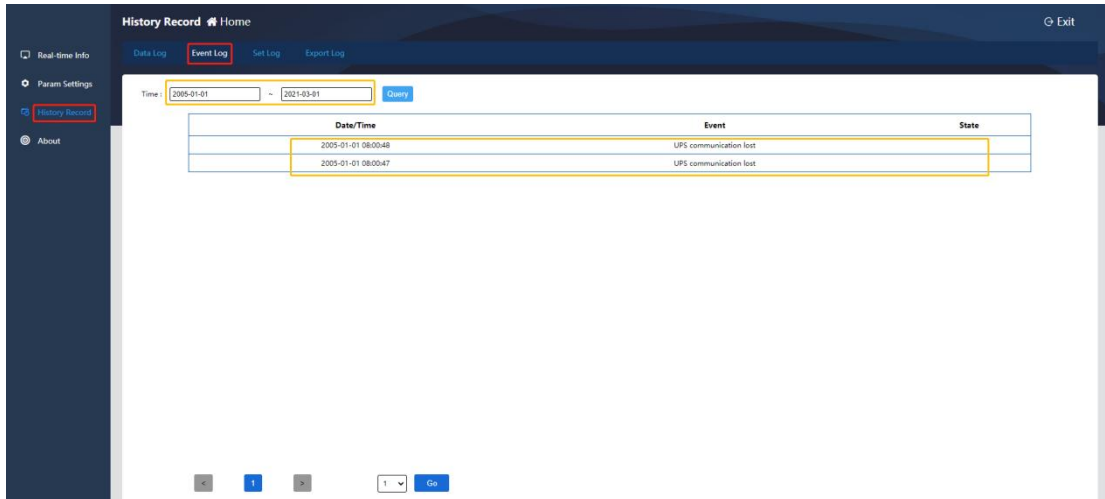 History Record Home
Exit
Real-time Info
Param Settings
History Record
About
Data Log Event Log Set Log Export Log
Time : 2005-01-01 ~ 2021-03-01 Query
Date/Time Event State
2005-01-01 08:00:48 UPS communication lost
2005-01-01 08:00:47 UPS communication lost
< 1 > 1 Go